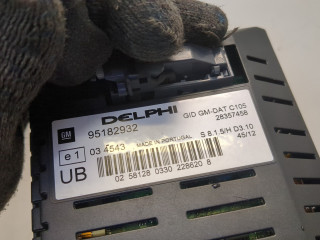 DELPHI
G/D GM-DAT C105
28357458
GM
95182932
e1
03 4543
MADE IN PORTUGAL
S 8.1.5/H D3.10
45/12
UB
02 58128 0330 228620 8